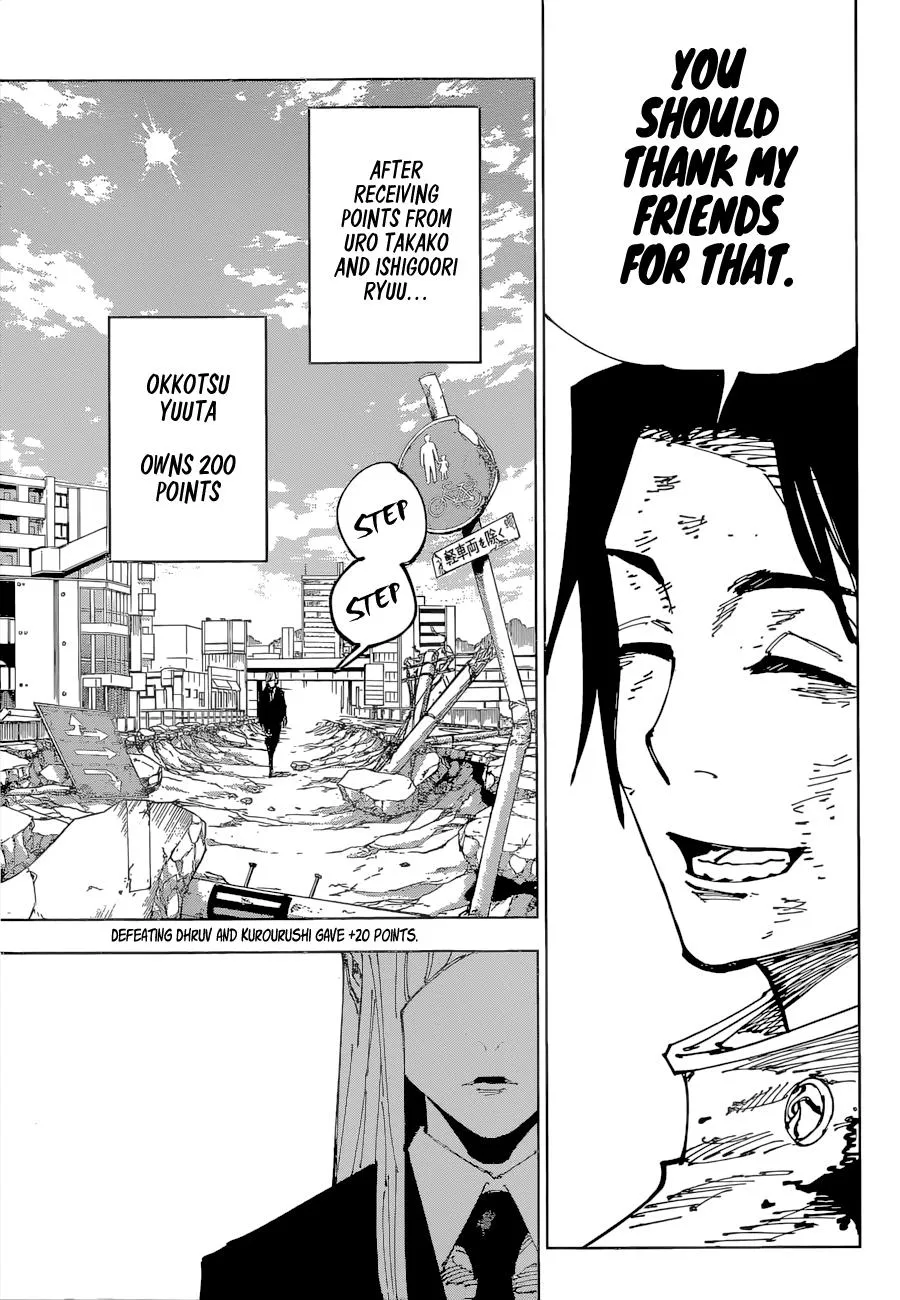 YOU
SHOULD
THANK MY
FRIENDS
FOR THAT.
AFTER
RECEIVING
POINTS FROM
URO TAKAKO
AND ISHIGOORI
RYUU...
OKKOTSU
YUUTA
OWNS 200
POINTS
STEP
STEP
軽車両を除く
DEFEATING DHRUV AND KUROURUSHI GAVE +20 POINTS.